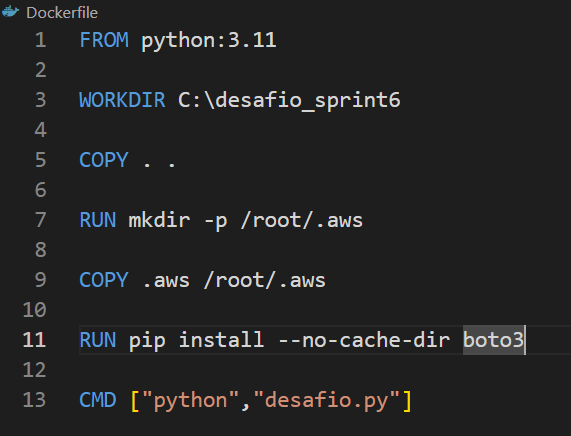 Dockerfile
1 FROM python:3.11
2
3 WORKDIR C:\desafio_sprint6
4
5 COPY . .
6
7 RUN mkdir -p /root/.aws
8
9 COPY .aws /root/.aws
10
11 RUN pip install --no-cache-dir boto3
12
13 CMD ["python","desafio.py"]